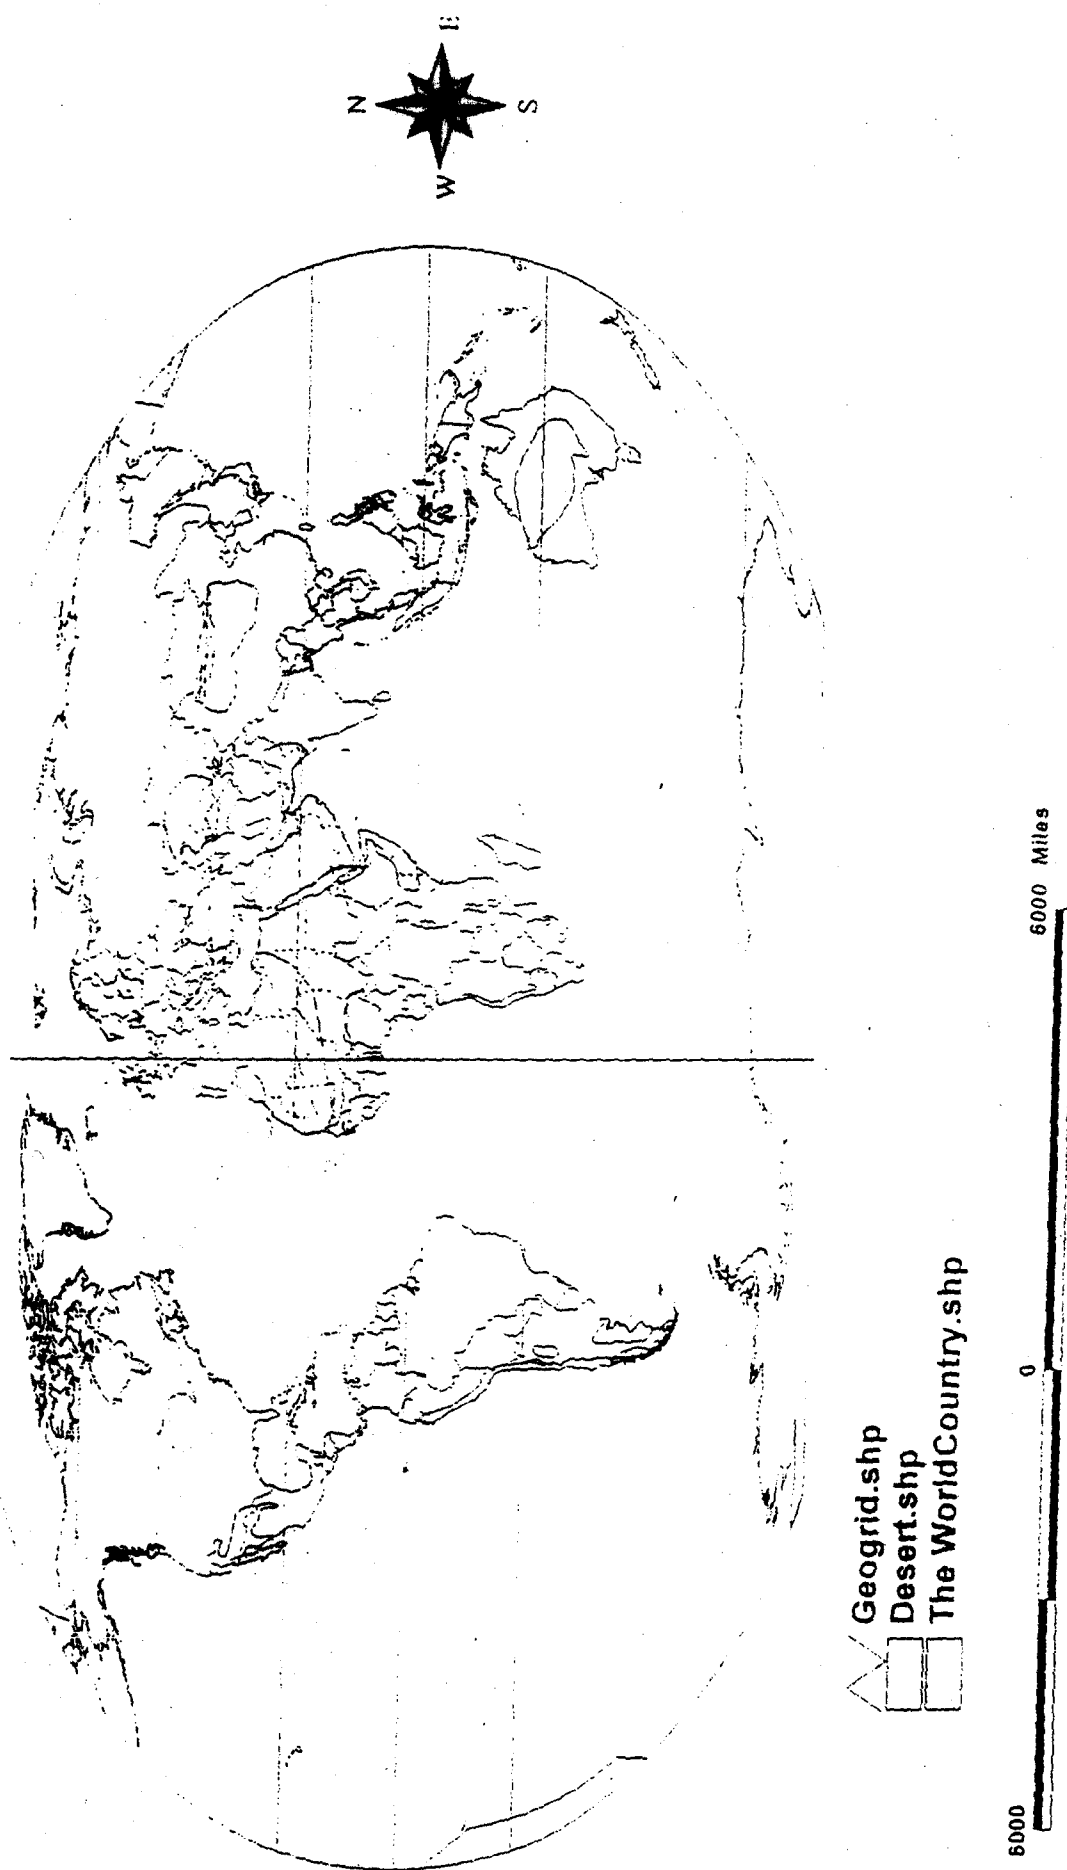 N
W E
S
Geogrid.shp
Desert.shp
The WorldCountry.shp
6000 0 6000 Miles